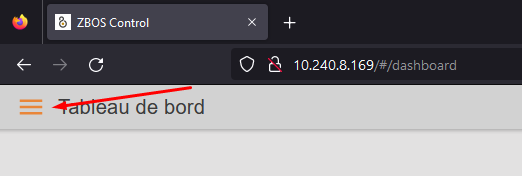 ZBOS Control
10.240.8.169/#/dashboard
Tableau de bord